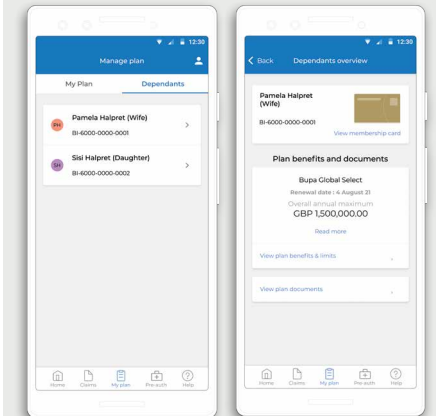 12:30
Manage plan
My Plan
Dependants
PH
Pamela Halpret (Wife)
BI-6000-0000-0001
SH
Sisi Halpret (Daughter)
BI-6000-0000-0002
Home
Claims
My plan
Pre-auth
Help
12:30
Back
Dependants overview
Pamela Halpret
(Wife)
BI-6000-0000-0001
View membership card
Plan benefits and documents
Bupa Global Select
Renewal date : 4 August 21
Overall annual maximum
GBP 1,500,000.00
Read more
View plan benefits & limits
View plan documents
Home
Claims
My plan
Pre-auth
Help